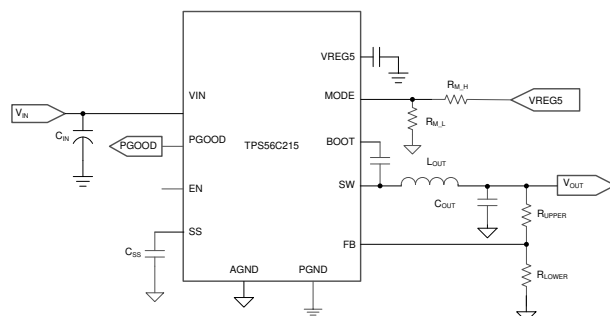 VREG5
R_M_H
V_IN
VIN
MODE
VREG5
C_IN
PGOOD
PGOOD
TPS56C215
R_M_L
BOOT
L_OUT
EN
SW
V_OUT
C_OUT
R_UPPER
C_SS
SS
FB
R_LOWER
AGND
PGND